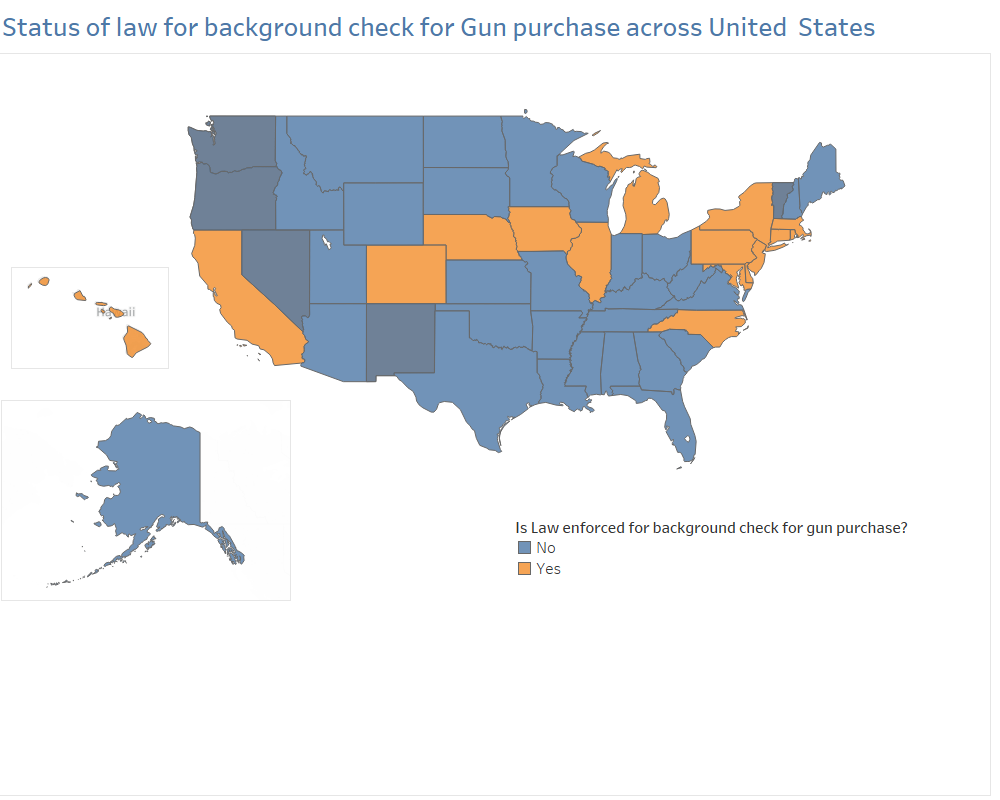 Status of law for background check for Gun purchase across United States
Hawaii
Is Law enforced for background check for gun purchase?
No
Yes